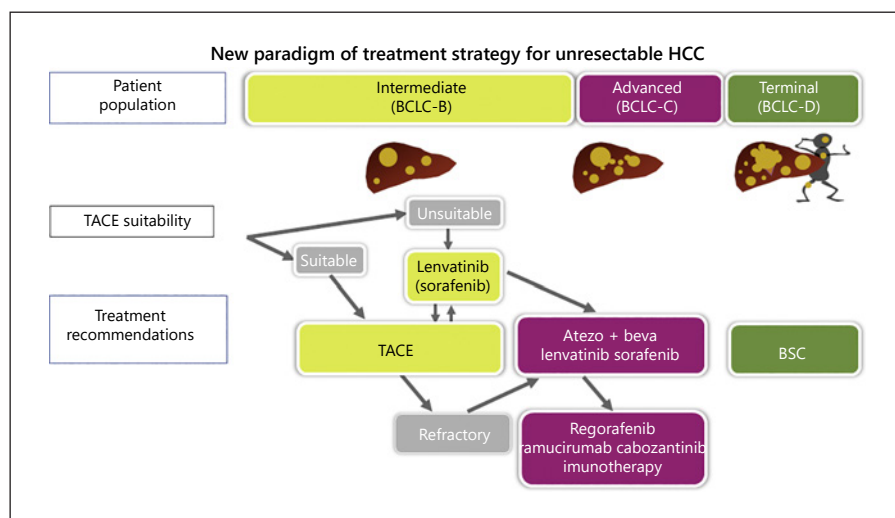 New paradigm of treatment strategy for unresectable HCC
Patient
population
Intermediate
(BCLC-B)
Advanced
(BCLC-C)
Terminal
(BCLC-D)
TACE suitability
Unsuitable
Suitable
Lenvatinib
(sorafenib)
Treatment
recommendations
TACE
Atezo + beva
lenvatinib sorafenib
BSC
Refractory
Regorafenib
ramucirumab cabozantinib
imunotherapy